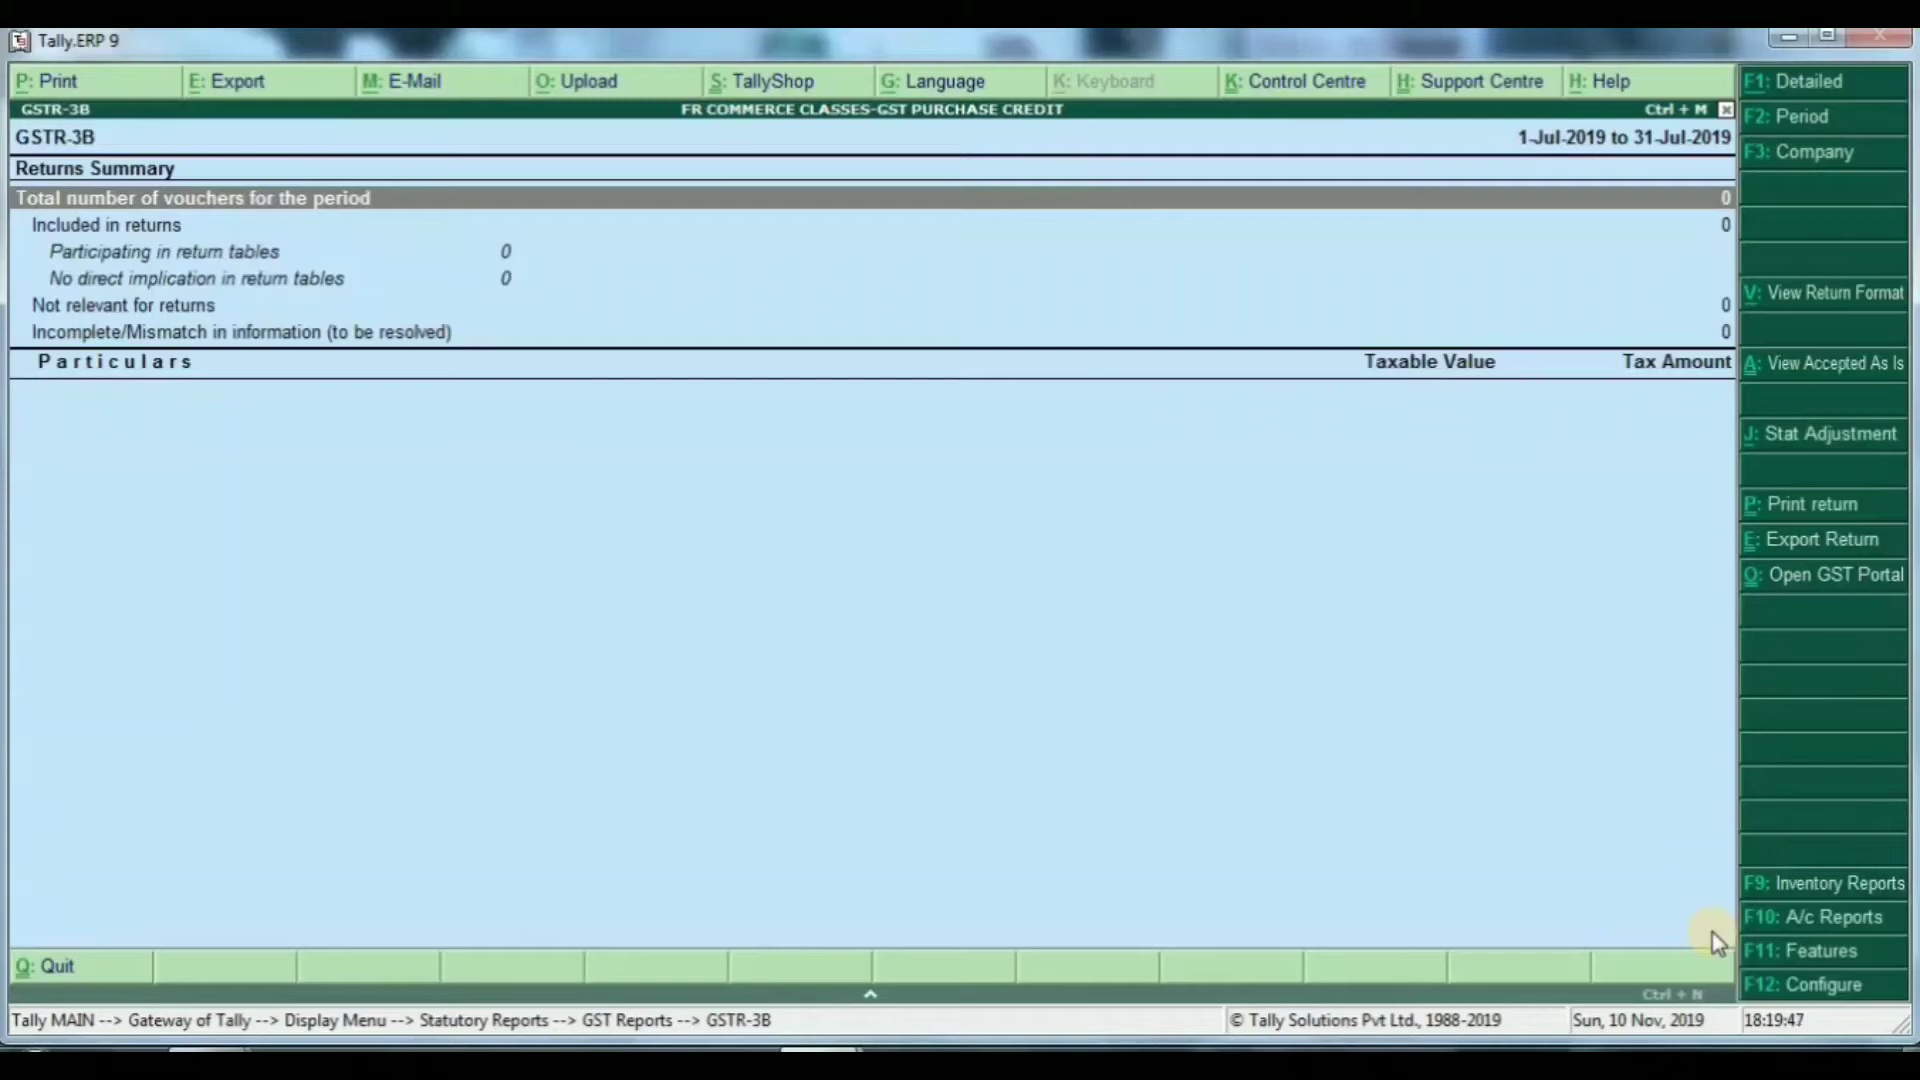 Tally.ERP 9
P: Print E: Export M: E-Mail O: Upload S: TallyShop G: Language K: Keyboard K: Control Centre H: Support Centre H: Help
GSTR-3B FR COMMERCE CLASSES-GST PURCHASE CREDIT Ctrl + M
GSTR-3B 1-Jul-2019 to 31-Jul-2019
Returns Summary
Total number of vouchers for the period 0
Included in returns 0
Participating in return tables 0
No direct implication in return tables 0
Not relevant for returns 0
Incomplete/Mismatch in information (to be resolved) 0
Particulars Taxable Value Tax Amount
F1: Detailed
F2: Period
F3: Company
V: View Return Format
A: View Accepted As Is
J: Stat Adjustment
P: Print return
E: Export Return
O: Open GST Portal
F9: Inventory Reports
F10: A/c Reports
F11: Features
F12: Configure
Q: Quit
Ctrl + N
Tally MAIN --> Gateway of Tally --> Display Menu --> Statutory Reports --> GST Reports --> GSTR-3B © Tally Solutions Pvt Ltd., 1988-2019 Sun, 10 Nov, 2019 18:19:47